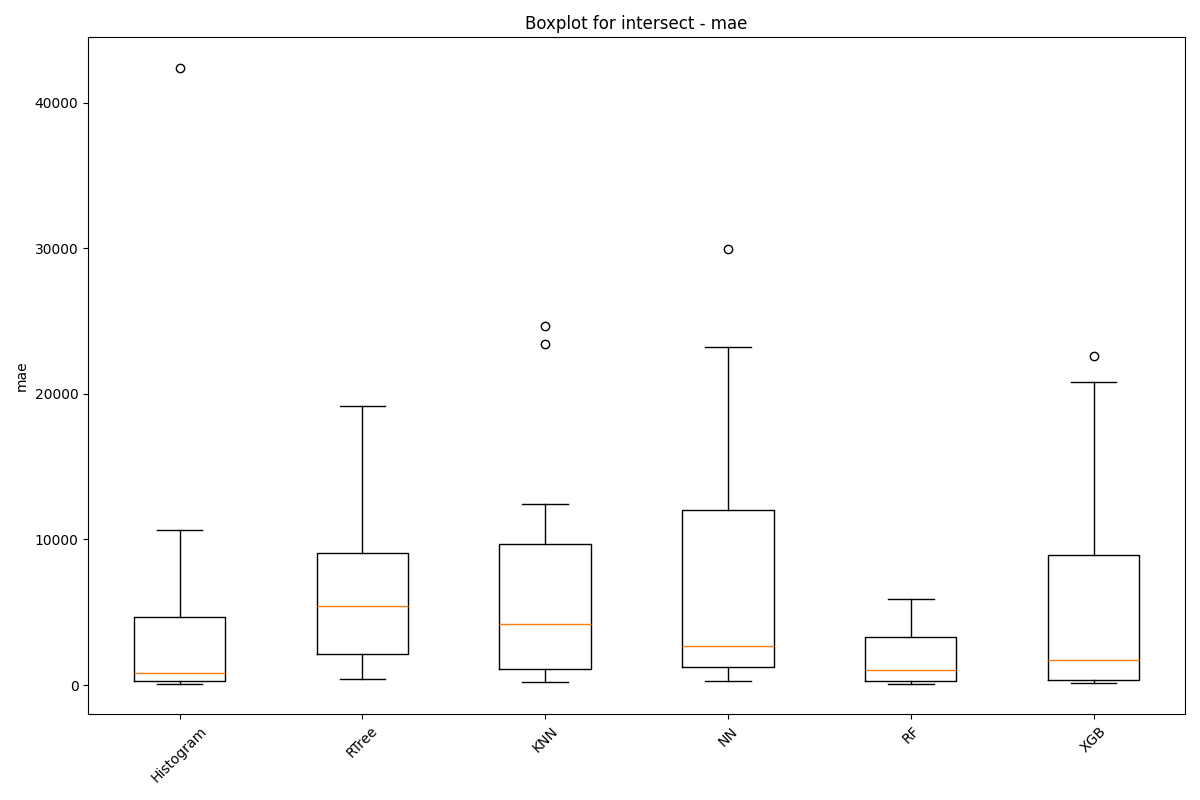 Boxplot for intersect - mae
40000
30000
20000
10000
0
mae
Histogram
RTree
KNN
NN
RF
XGB